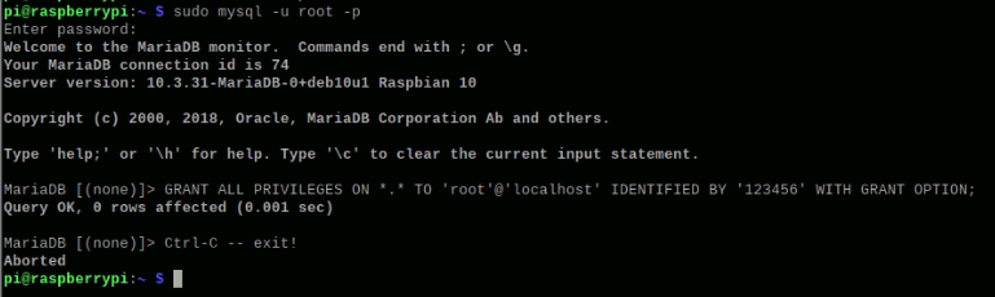 pi@raspberrypi:~ $ sudo mysql -u root -p
Enter password:
Welcome to the MariaDB monitor.  Commands end with ; or \g.
Your MariaDB connection id is 74
Server version: 10.3.31-MariaDB-0+deb10u1 Raspbian 10
Copyright (c) 2000, 2018, Oracle, MariaDB Corporation Ab and others.
Type 'help;' or '\h' for help. Type '\c' to clear the current input statement.
MariaDB [(none)]> GRANT ALL PRIVILEGES ON *.* TO 'root'@'localhost' IDENTIFIED BY '123456' WITH GRANT OPTION;
Query OK, 0 rows affected (0.001 sec)
MariaDB [(none)]> Ctrl-C -- exit!
Aborted
pi@raspberrypi:~ $